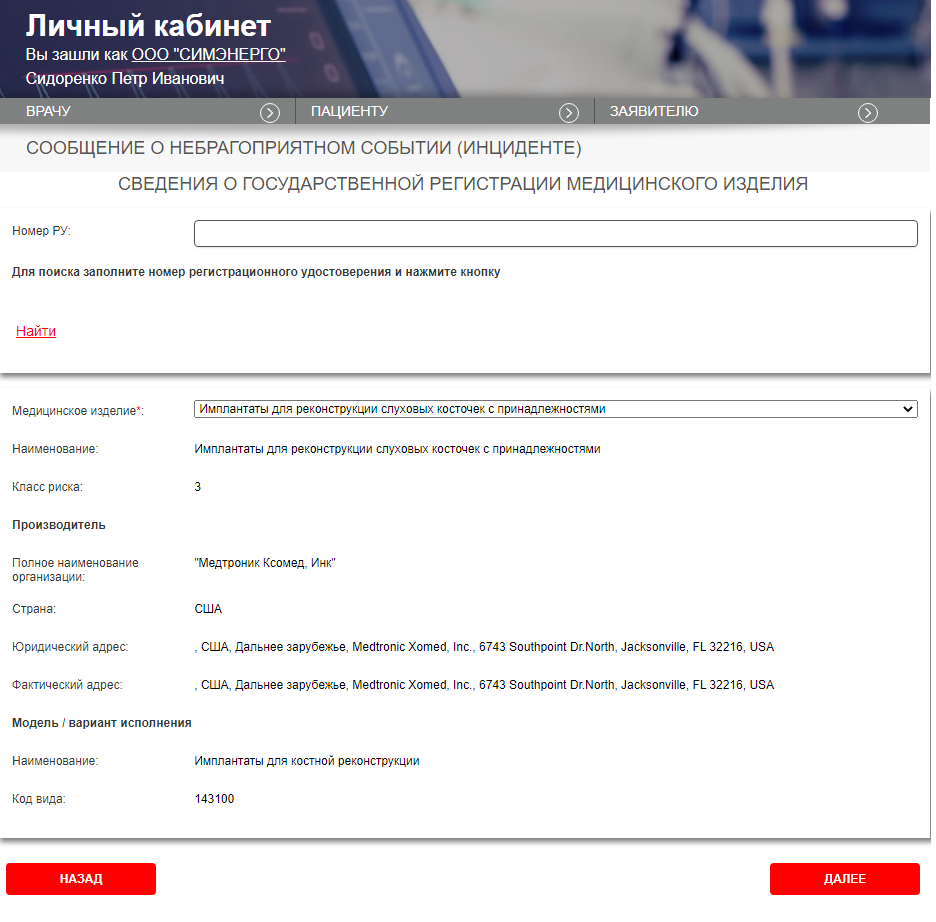 Личный кабинет
Вы зашли как ООО "СИМЭНЕРГО"
Сидоренко Петр Иванович
ВРАЧУ
ПАЦИЕНТУ
ЗАЯВИТЕЛЮ
СООБЩЕНИЕ О НЕБРАГОПРИЯТНОМ СОБЫТИИ (ИНЦИДЕНТЕ)
СВЕДЕНИЯ О ГОСУДАРСТВЕННОЙ РЕГИСТРАЦИИ МЕДИЦИНСКОГО ИЗДЕЛИЯ
Номер РУ:
Для поиска заполните номер регистрационного удостоверения и нажмите кнопку
Найти
Медицинское изделие*: Имплантаты для реконструкции слуховых косточек с принадлежностями
Наименование: Имплантаты для реконструкции слуховых косточек с принадлежностями
Класс риска: 3
Производитель
Полное наименование
организации: "Медтроник Ксомед, Инк"
Страна: США
Юридический адрес: , США, Дальнее зарубежье, Medtronic Xomed, Inc., 6743 Southpoint Dr.North, Jacksonville, FL 32216, USA
Фактический адрес: , США, Дальнее зарубежье, Medtronic Xomed, Inc., 6743 Southpoint Dr.North, Jacksonville, FL 32216, USA
Модель / вариант исполнения
Наименование: Имплантаты для костной реконструкции
Код вида: 143100
НАЗАД
ДАЛЕЕ